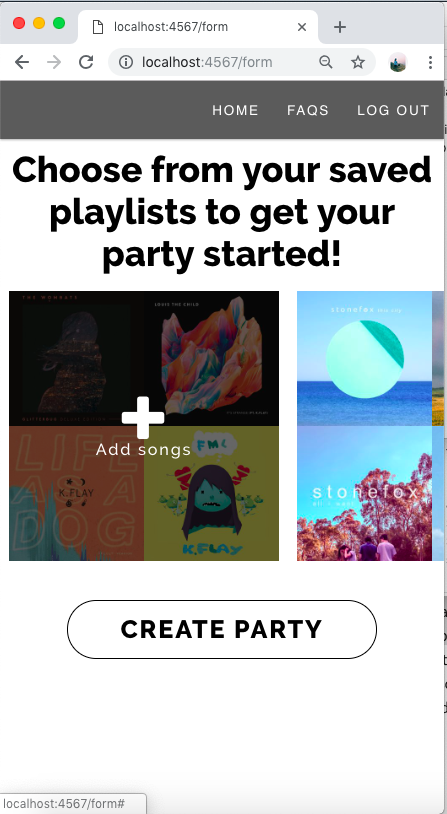 localhost:4567/form
localhost:4567/form
HOME FAQS LOG OUT
Choose from your saved
playlists to get your
party started!
THE WOMBATS
LEAVE THE CHILD
stonefox
Add songs
LIFE
AS A
DOG
K.FLAY
FMC
K.FLAY
stonefox
CREATE PARTY
localhost:4567/form#